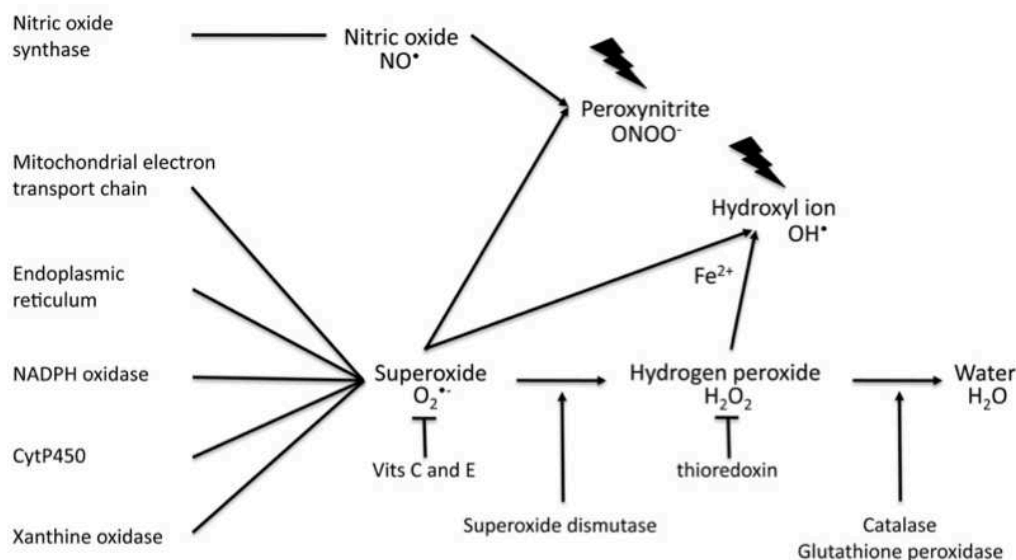 Nitric oxide
synthase
Nitric oxide
NO•
Peroxynitrite
ONOO⁻
Mitochondrial electron
transport chain
Hydroxyl ion
OH•
Fe²⁺
Endoplasmic
reticulum
NADPH oxidase
Superoxide
O₂•⁻
Hydrogen peroxide
H₂O₂
Water
H₂O
CytP450
Vits C and E
thioredoxin
Superoxide dismutase
Catalase
Glutathione peroxidase
Xanthine oxidase